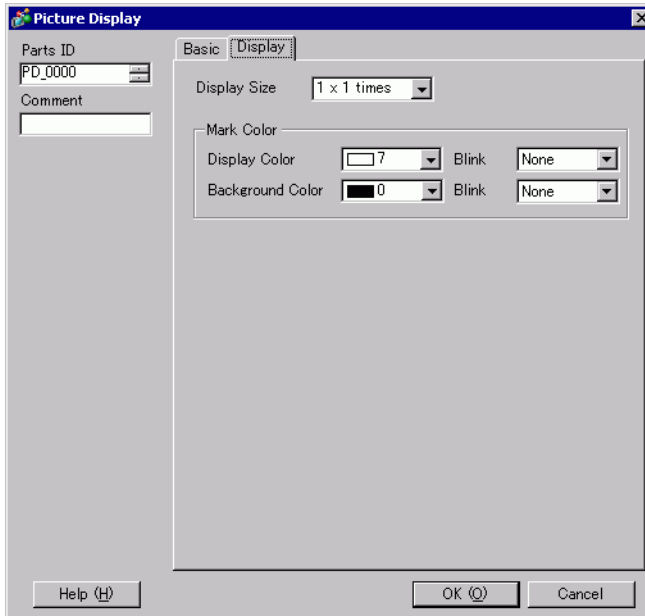 Picture Display
Parts ID
PD_0000
Comment
Basic Display
Display Size 1 x 1 times
Mark Color
Display Color 7 Blink None
Background Color 0 Blink None
Help (H) OK (O) Cancel